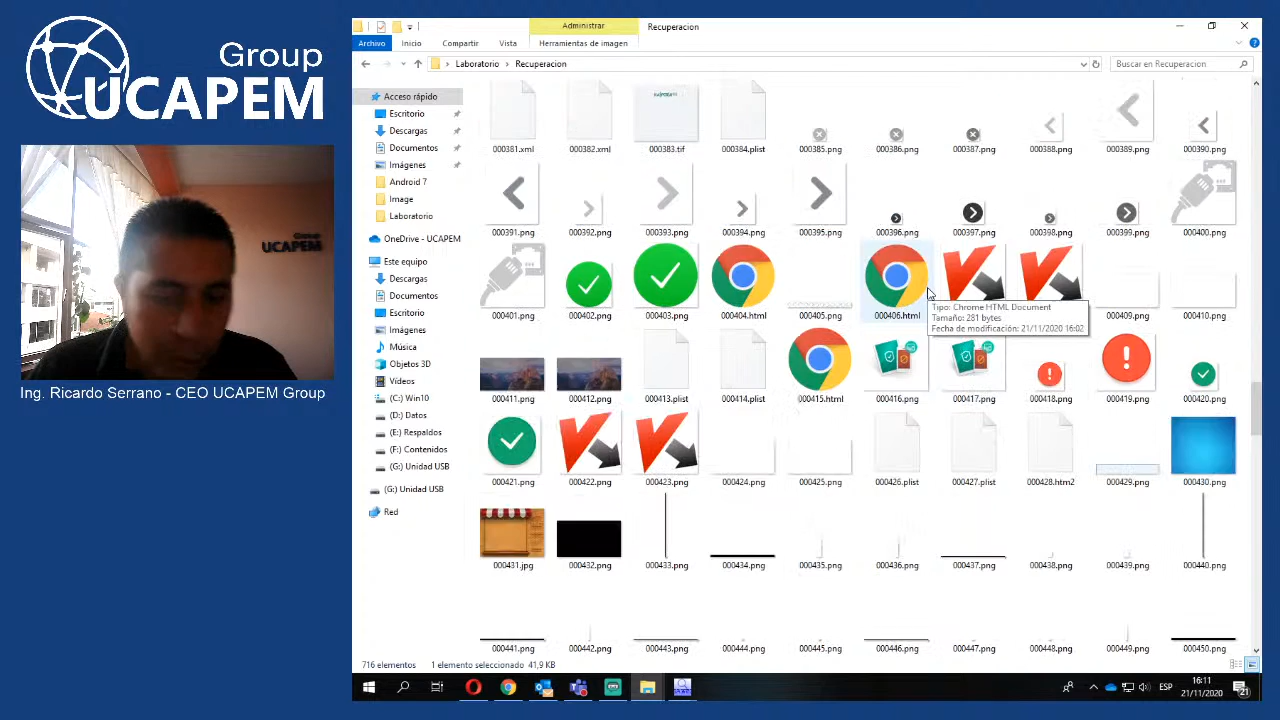 Group
UCAPEM
Group
UCAPEM
Ing. Ricardo Serrano - CEO UCAPEM Group
Administrar
Recuperacion
Archivo
Inicio
Compartir
Vista
Herramientas de imagen
Laboratorio
Recuperacion
Buscar en Recuperacion
Acceso rápido
Escritorio
Descargas
Documentos
Imágenes
Android 7
Image
Laboratorio
OneDrive - UCAPEM
Este equipo
Descargas
Documentos
Escritorio
Imágenes
Música
Objetos 3D
Vídeos
(C:) Win10
(D:) Datos
(E:) Respaldos
(F:) Contenidos
(G:) Unidad USB
(G:) Unidad USB
Red
000381.xml 000382.xml 000383.tif 000384.plist 000385.png 000386.png 000387.png 000388.png 000389.png 000390.png
000391.png 000392.png 000393.png 000394.png 000395.png 000396.png 000397.png 000398.png 000399.png 000400.png
000401.png 000402.png 000403.png 000404.html 000405.png 000406.html 000409.png 000410.png
Tipo: Chrome HTML Document
Tamaño: 281 bytes
Fecha de modificación: 21/11/2020 16:02
000411.png 000412.png 000413.plist 000414.plist 000415.html 000416.png 000417.png 000418.png 000419.png 000420.png
000421.png 000422.png 000423.png 000424.png 000425.png 000426.plist 000427.plist 000428.htm2 000429.png 000430.png
000431.jpg 000432.png 000433.png 000434.png 000435.png 000436.png 000437.png 000438.png 000439.png 000440.png
000441.png 000442.png 000443.png 000444.png 000445.png 000446.png 000447.png 000448.png 000449.png 000450.png
716 elementos
1 elemento seleccionado 41,9 KB
ESP
16:11
21/11/2020
21